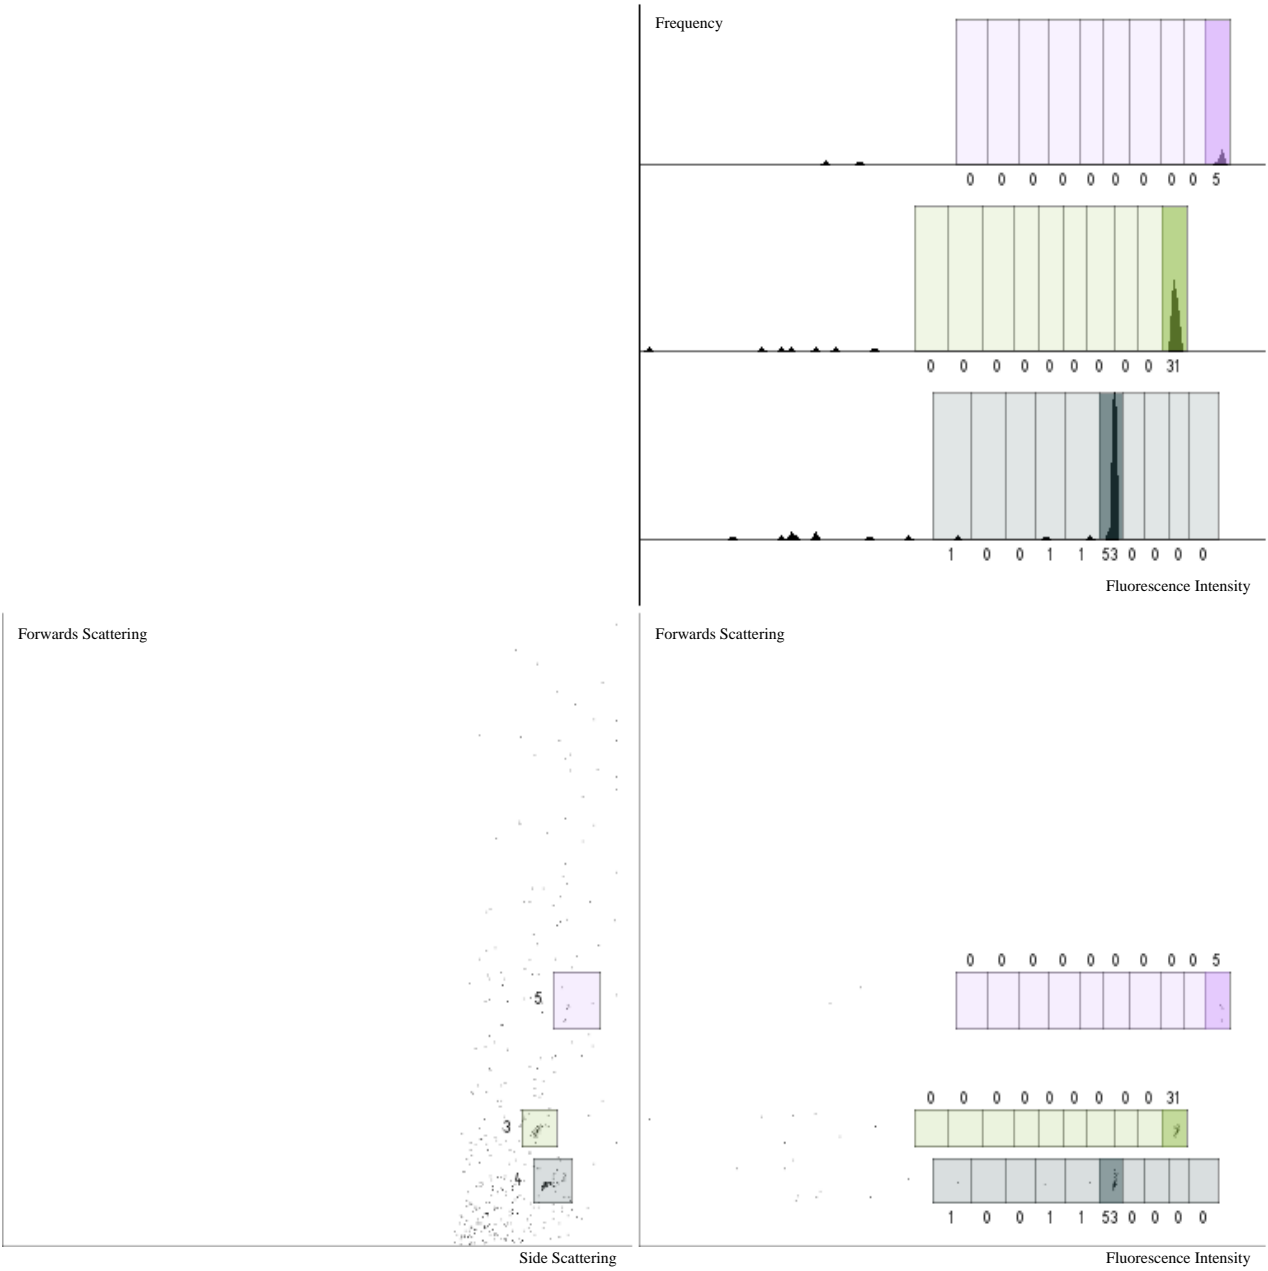 Frequency
0 0 0 0 0 0 0 0 0 5
0 0 0 0 0 0 0 0 0 31
1 0 0 1 1 53 0 0 0 0
Fluorescence Intensity
Forwards Scattering
5
3
4
Side Scattering
Forwards Scattering
0 0 0 0 0 0 0 0 0 5
0 0 0 0 0 0 0 0 0 31
1 0 0 1 1 53 0 0 0 0
Fluorescence Intensity